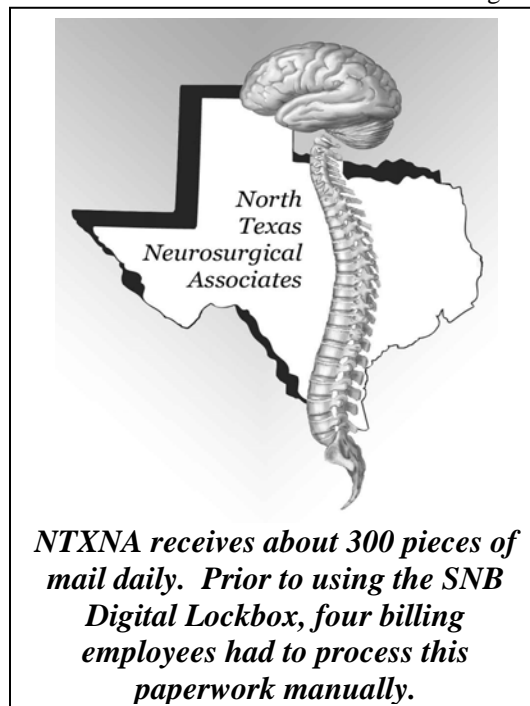 North
Texas
Neurosurgical
Associates
NTXNA receives about 300 pieces of
mail daily. Prior to using the SNB
Digital Lockbox, four billing
employees had to process this
paperwork manually.